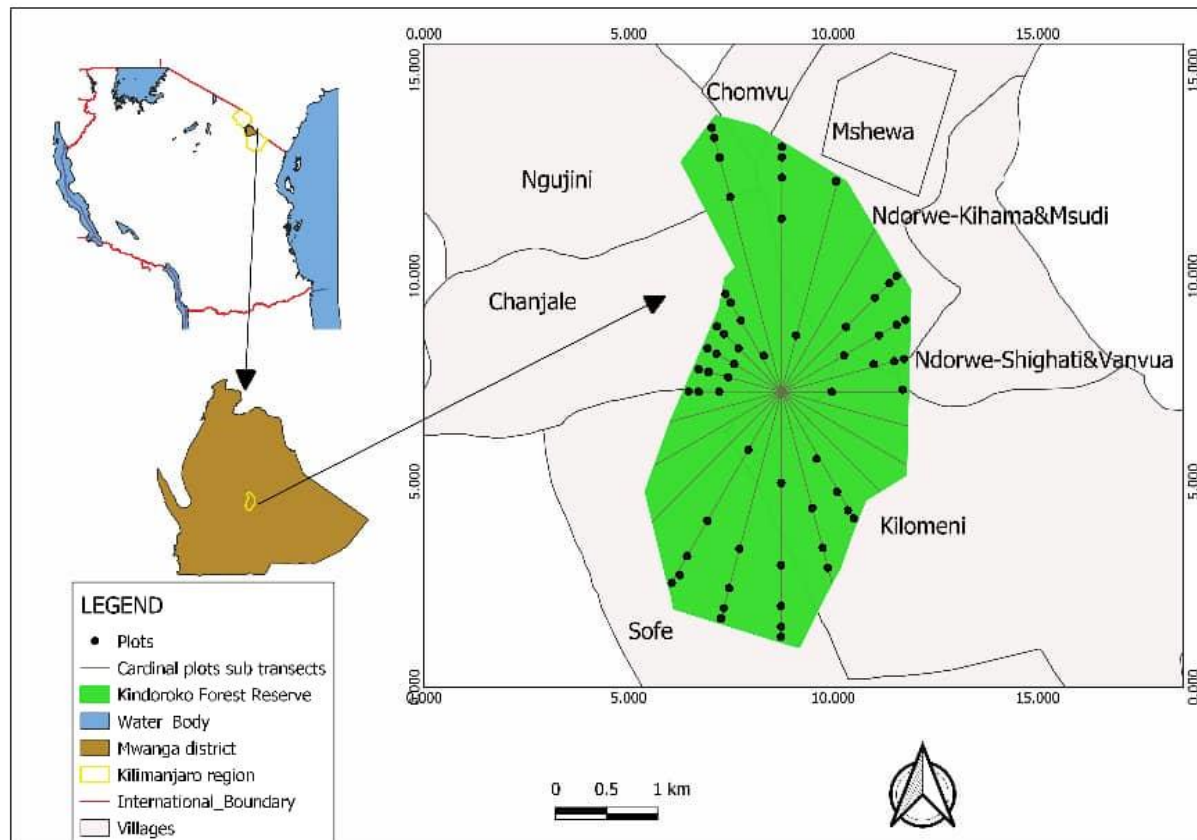 0.000 5.000 10.000 15.000
15.000 15.000
Chomvu
Mshewa
Ngujini
Ndorwe-Kihama&Msudi
10.000 10.000
Chanjale
Ndorwe-Shighati&Vanvua
5.000 5.000
Kilomeni
Sofe
0.000 0.000
0.000 5.000 10.000 15.000
LEGEND
Plots
Cardinal plots sub transects
Kindoroko Forest Reserve
Water Body
Mwanga district
Kilimanjaro region
International_Boundary
Villages
0 0.5 1 km